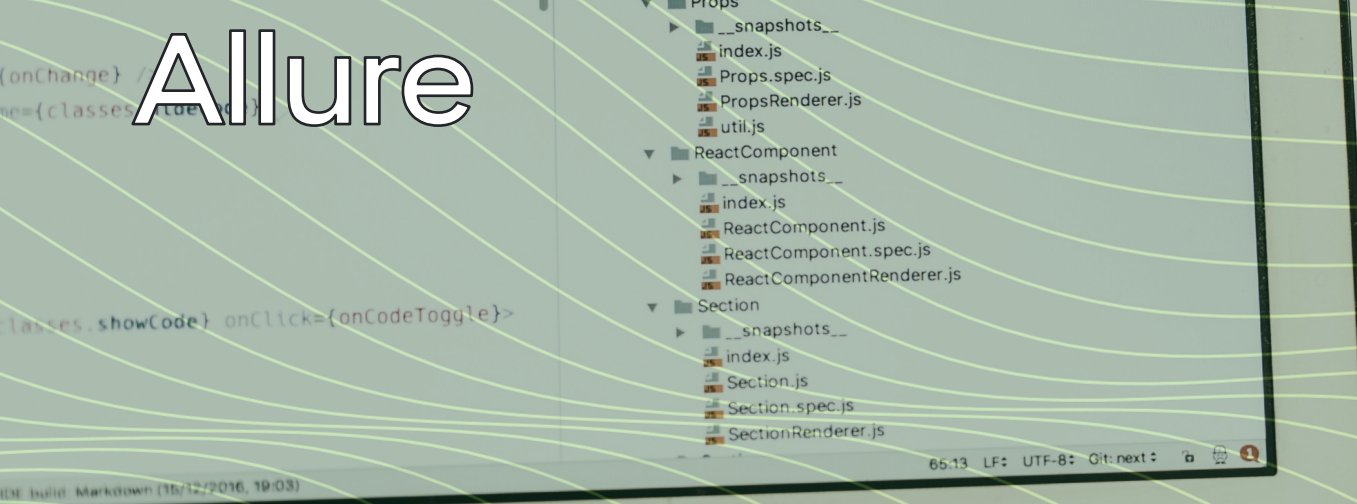 Allure
{onChange} /
me={classes.
showCode} onClick={onCodeToggle}>
Props
__snapshots__
index.js
Props.spec.js
PropsRenderer.js
util.js
ReactComponent
__snapshots__
index.js
ReactComponent.js
ReactComponent.spec.js
ReactComponentRenderer.js
Section
__snapshots__
index.js
Section.js
Section.spec.js
SectionRenderer.js
65:13 LF UTF-8 Git: next
IDE build: Markdown (15/12/2016, 19:03)